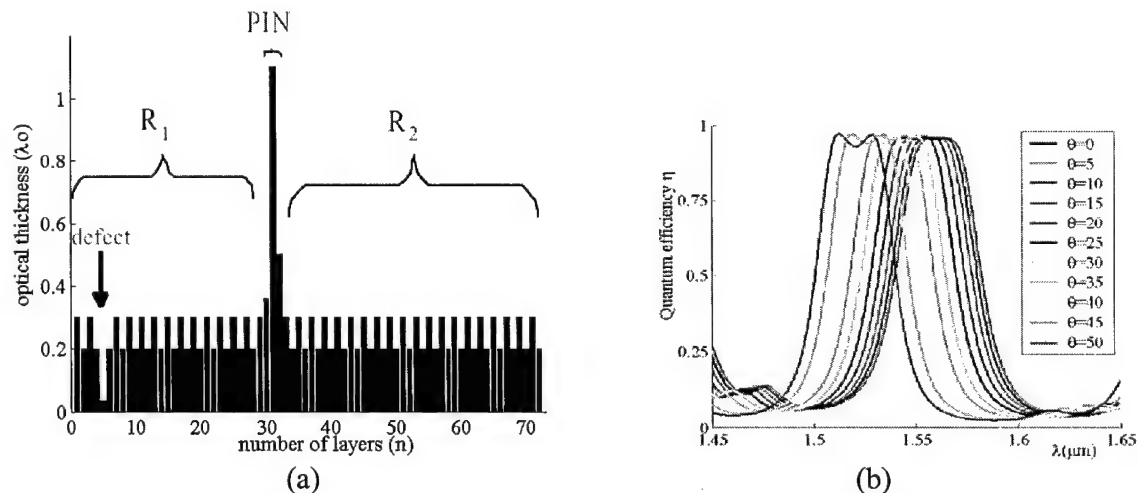 PIN
R1
R2
defect
optical thickness (λo)
1
0.8
0.6
0.4
0.2
0
0 10 20 30 40 50 60 70
number of layers (n)
(a)
Quantum efficiency η
1
0.75
0.5
0.25
0
1.45 1.5 1.55 1.6 1.65
λ(μm)
θ=0
θ=5
θ=10
θ=15
θ=20
θ=25
θ=30
θ=35
θ=45
θ=50
(b)